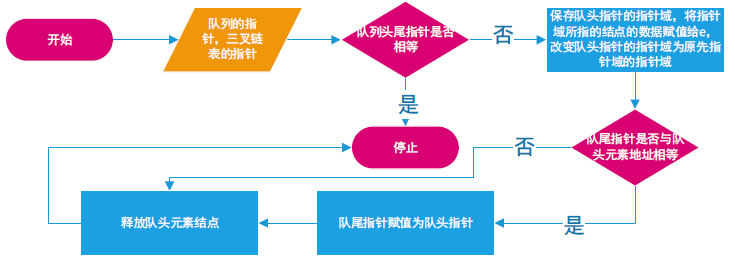 开始
队列的指
针，三叉链
表的指针
队列头尾指针是否
相等
否
保存队头指针的指针域，将指针
域所指的结点的数据赋值给e，
改变队头指针的指针域为原先指
针域的指针域
是
停止
否
队尾指针是否与队
头元素地址相等
释放队头元素结点
队尾指针赋值为队头指针
是